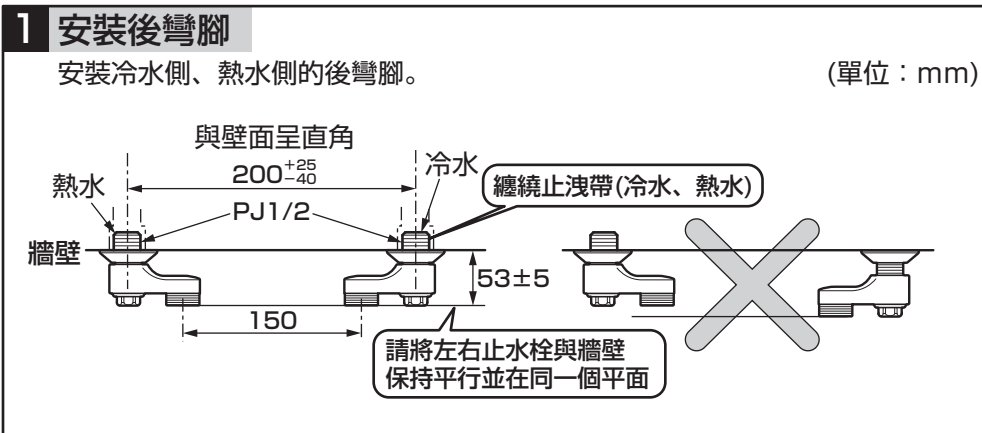 1 安裝後彎腳
安裝冷水側、熱水側的後彎腳。 (單位：mm)
與壁面呈直角
200 +25 -40
熱水
冷水
纏繞止洩帶(冷水、熱水)
PJ1/2
牆壁
53±5
150
請將左右止水栓與牆壁
保持平行並在同一個平面